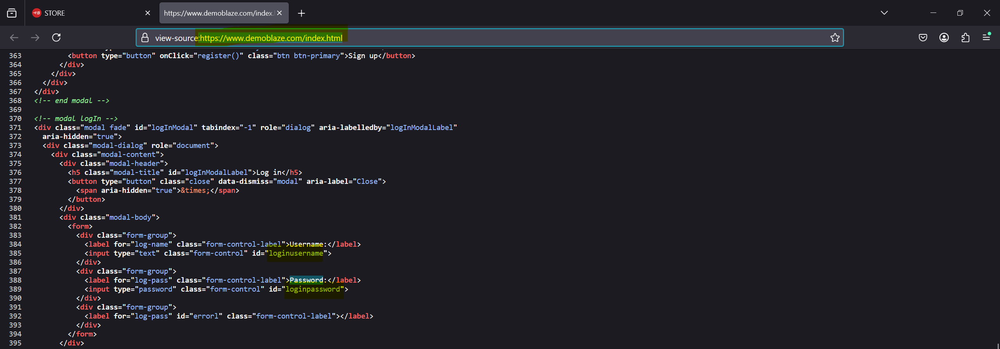 STORE
https://www.demoblaze.com/index.
view-source:https://www.demoblaze.com/index.html
363 <button type="button" onClick="register()" class="btn btn-primary">Sign up</button>
364 </div>
365 </div>
366 </div>
367 </div>
368 <!-- end modal -->
369
370 <!-- modal logIn -->
371 <div class="modal fade" id="logInModal" tabindex="-1" role="dialog" aria-labelledby="logInModalLabel"
372 aria-hidden="true">
373 <div class="modal-dialog" role="document">
374 <div class="modal-content">
375 <div class="modal-header">
376 <h5 class="modal-title" id="logInModalLabel">Log in</h5>
377 <button type="button" class="close" data-dismiss="modal" aria-label="Close">
378 <span aria-hidden="true">&times;</span>
379 </button>
380 </div>
381 <div class="modal-body">
382 <form>
383 <div class="form-group">
384 <label for="log-name" class="form-control-label">Username:</label>
385 <input type="text" class="form-control" id="loginusername">
386 </div>
387 <div class="form-group">
388 <label for="log-pass" class="form-control-label">Password:</label>
389 <input type="password" class="form-control" id="loginpassword">
390 </div>
391 <div class="form-group">
392 <label for="log-pass" id="errorl" class="form-control-label"></label>
393 </div>
394 </form>
395 </div>